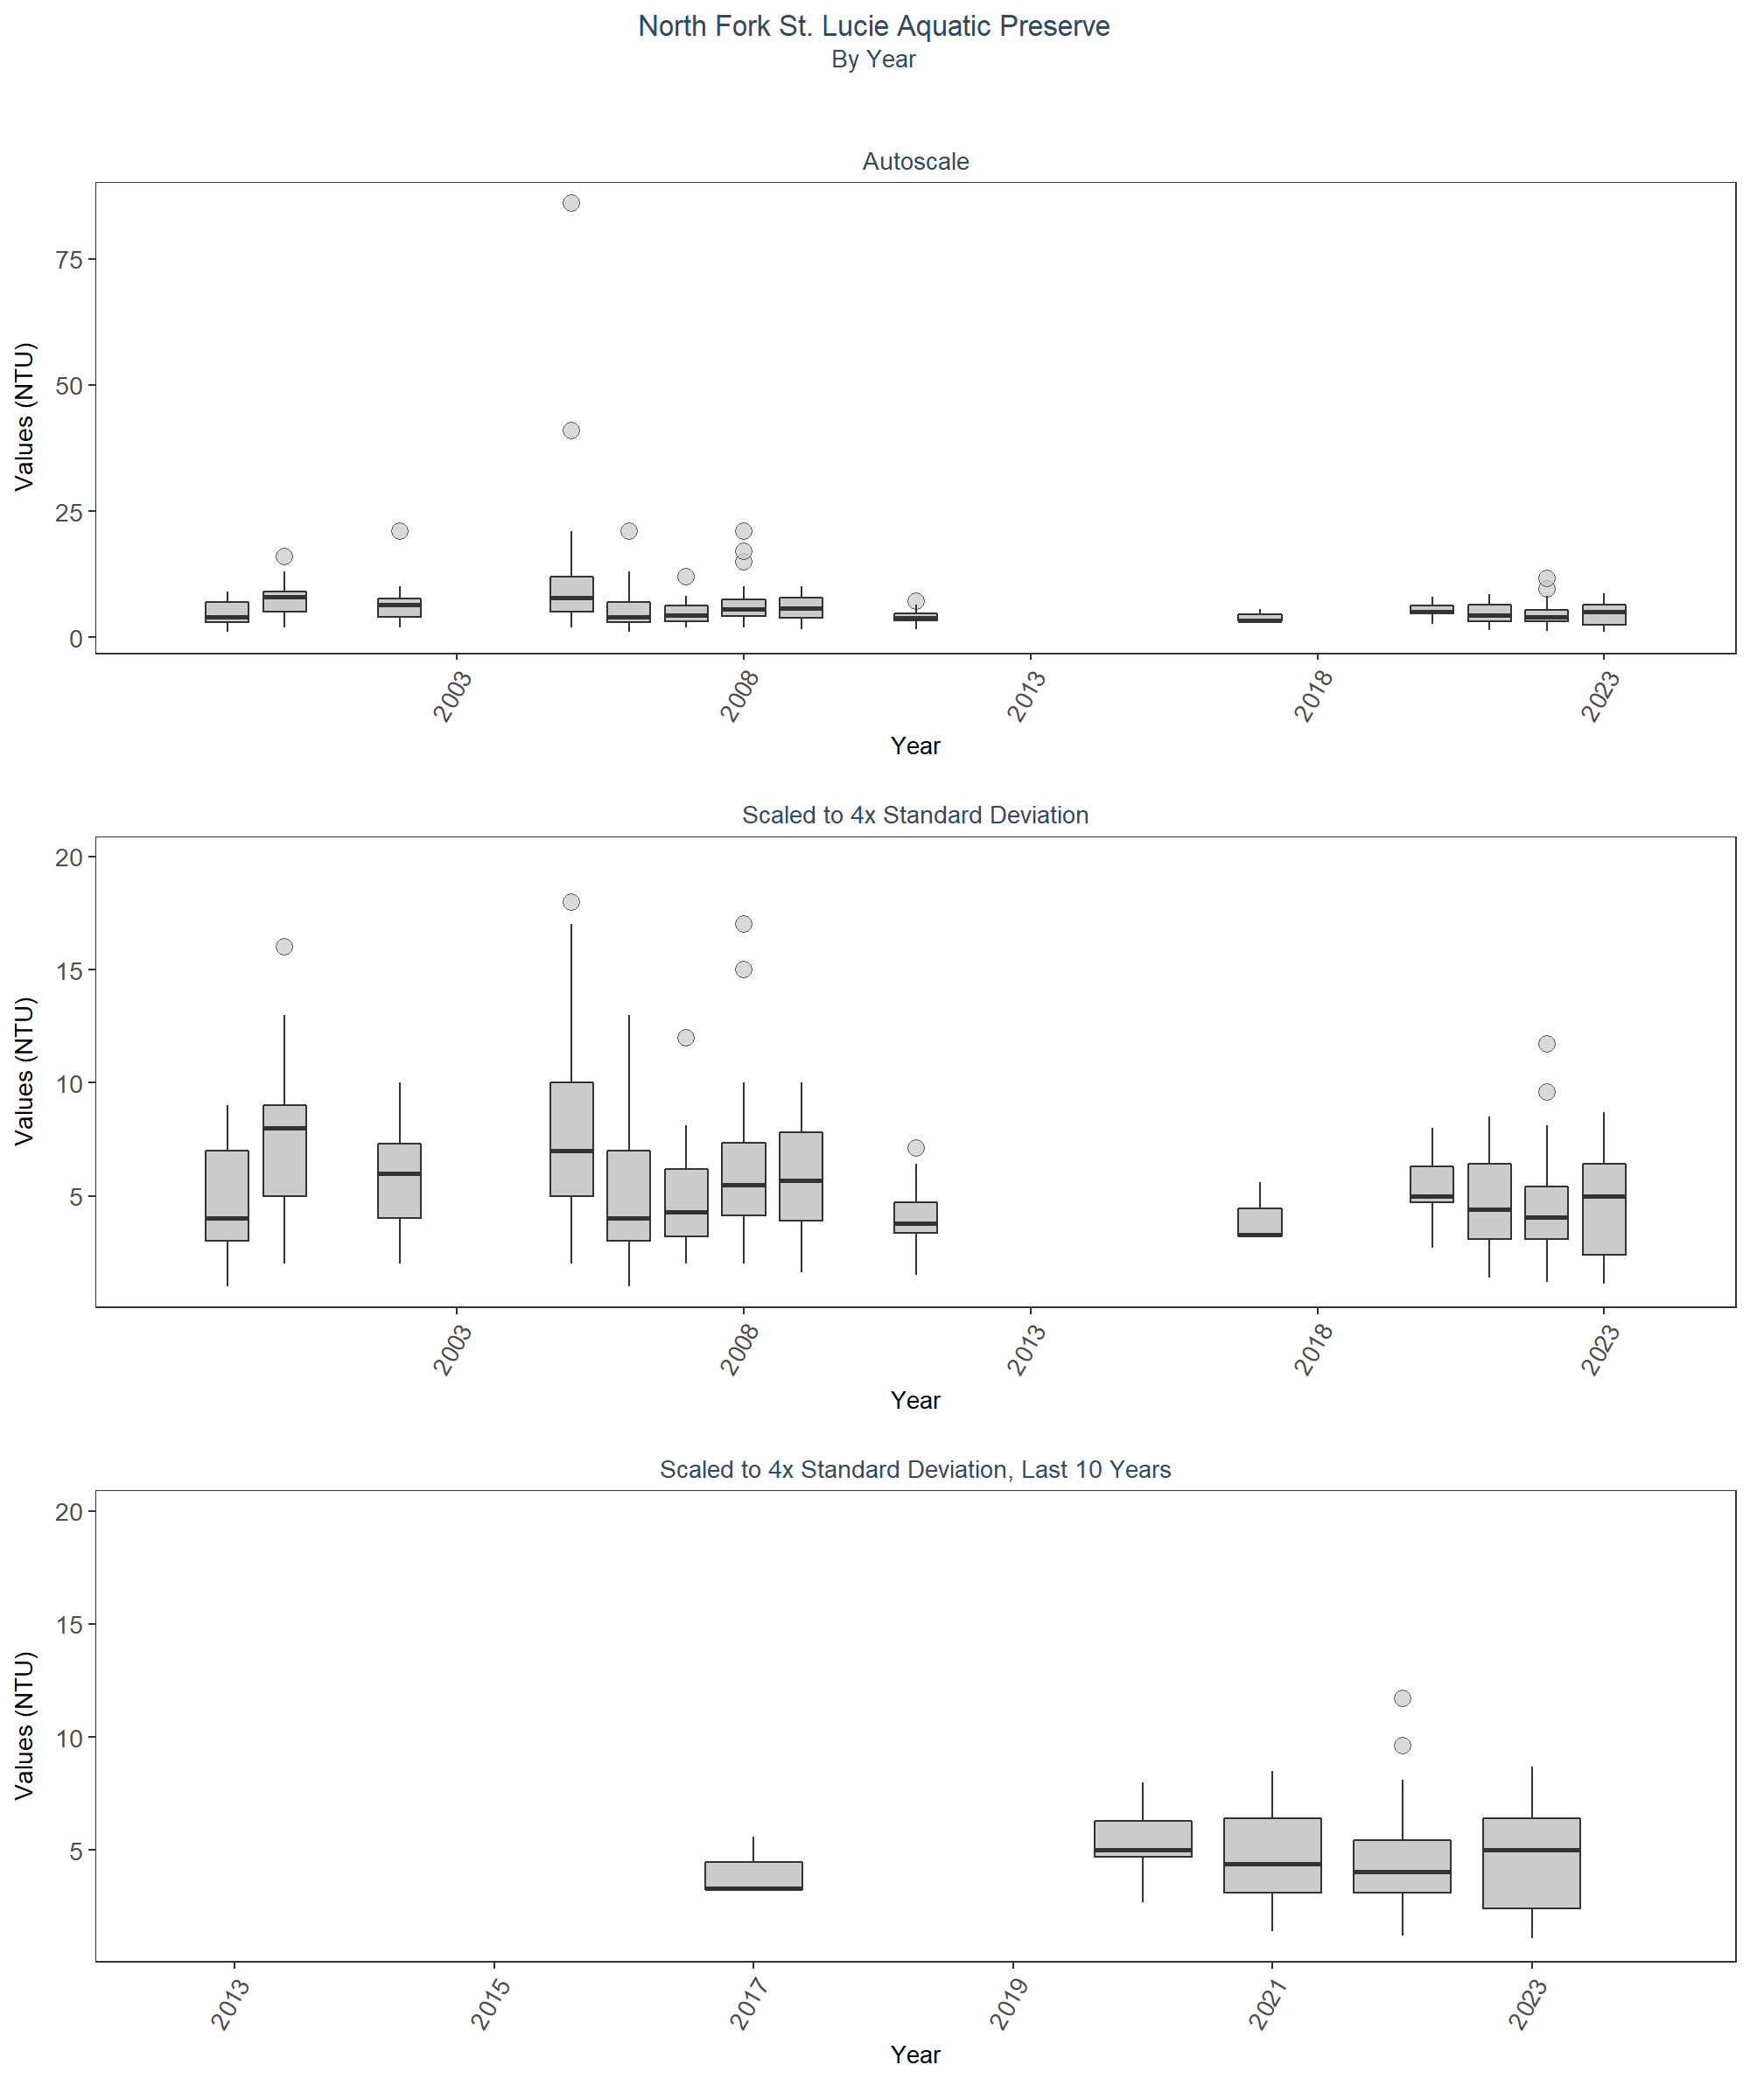 North Fork St. Lucie Aquatic Preserve
By Year
Autoscale
Values (NTU)
75
50
25
0
2003
2008
2013
2018
2023
Year
Scaled to 4x Standard Deviation
Values (NTU)
20
15
10
5
2003
2008
2013
2018
2023
Year
Scaled to 4x Standard Deviation, Last 10 Years
Values (NTU)
20
15
10
5
2013
2015
2017
2019
2021
2023
Year